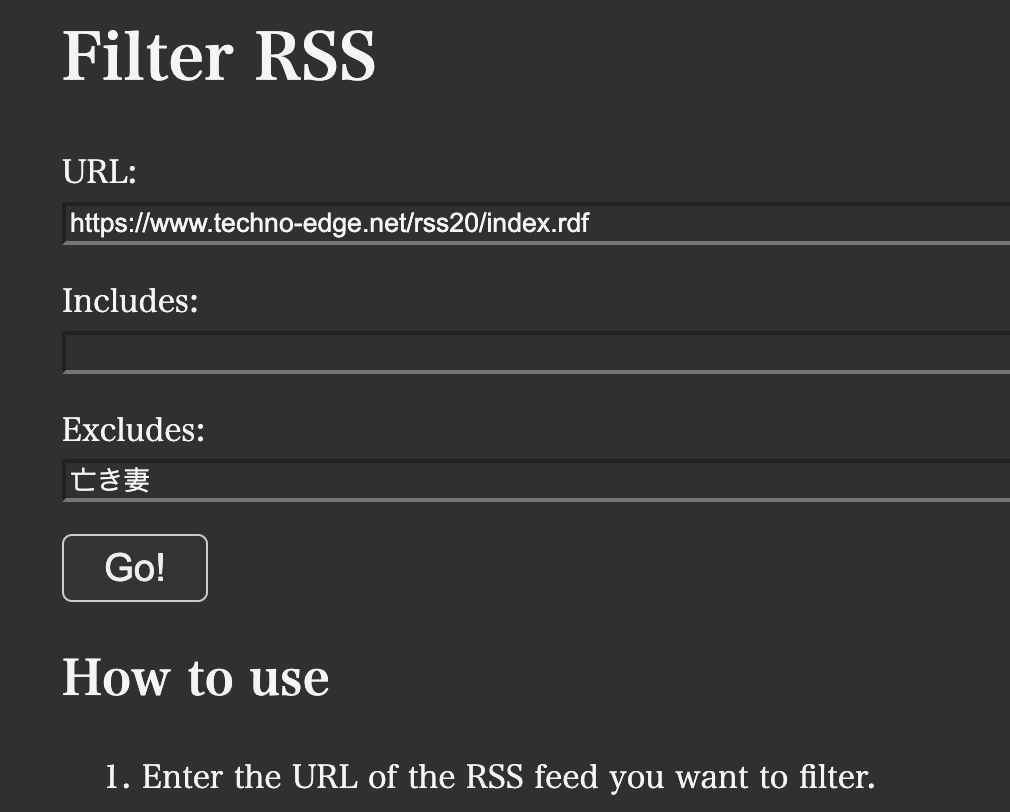 Filter RSS
URL:
https://www.techno-edge.net/rss20/index.rdf
Includes:
Excludes:
亡き妻
Go!
How to use
1. Enter the URL of the RSS feed you want to filter.